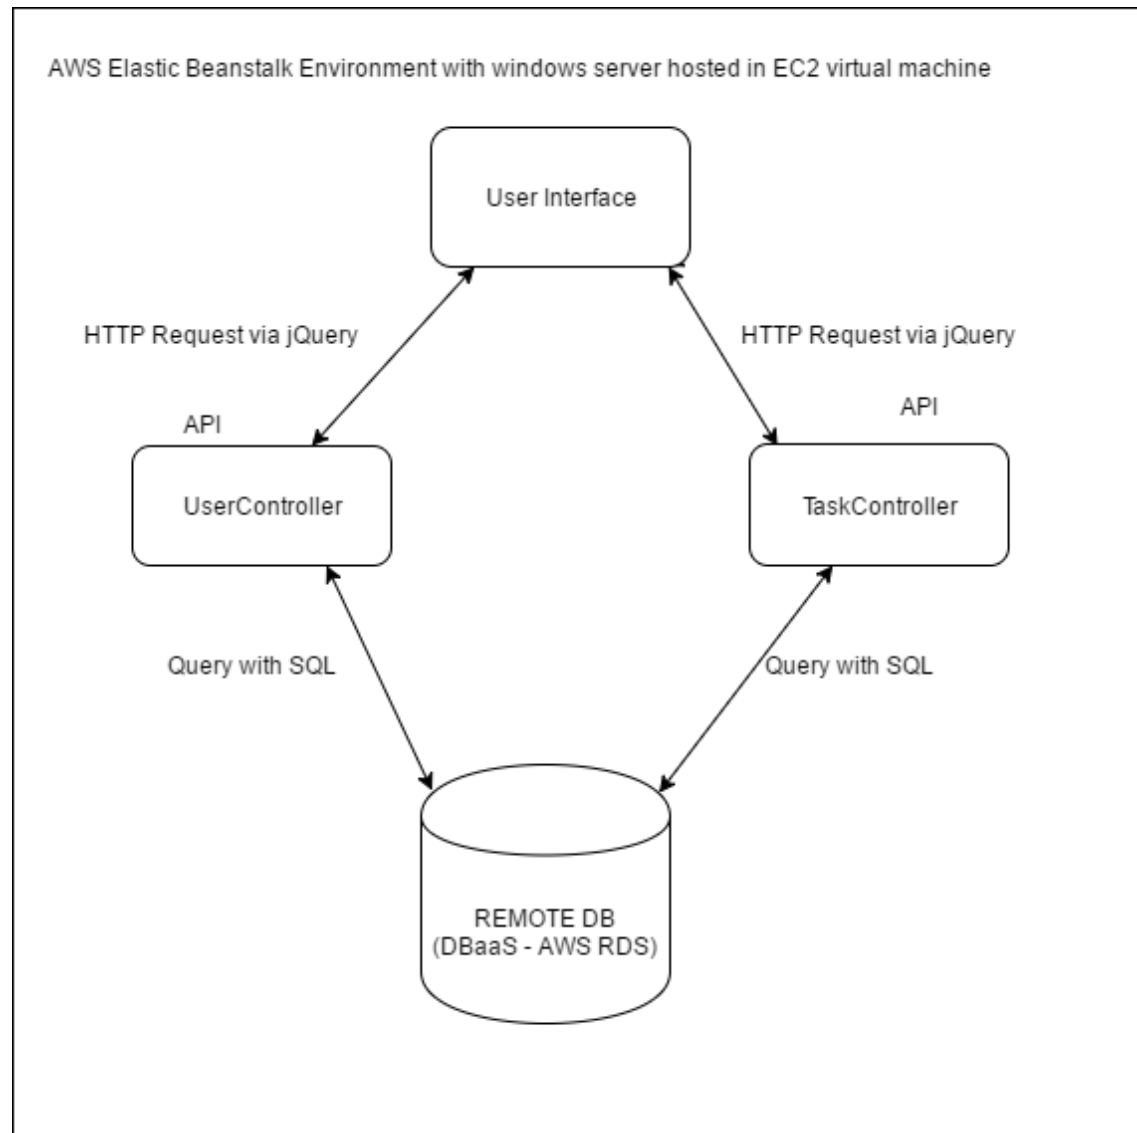 AWS Elastic Beanstalk Environment with windows server hosted in EC2 virtual machine
User Interface
HTTP Request via jQuery
HTTP Request via jQuery
API
API
UserController
TaskController
Query with SQL
Query with SQL
REMOTE DB
(DBaaS - AWS RDS)